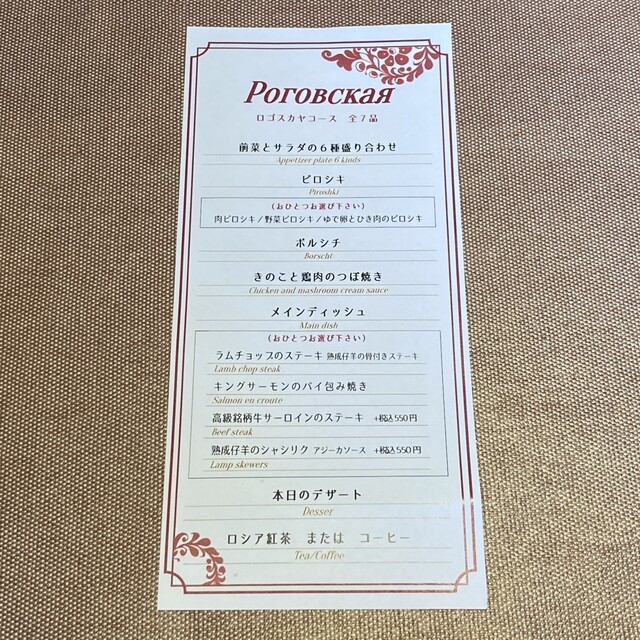 Роговская
ロゴスカヤコース 全7品
前菜とサラダの6種盛り合わせ
Appetizer plate 6 kinds
ピロシキ
Piroshki
(おひとつお選び下さい)
肉ピロシキ/野菜ピロシキ/ゆで卵とひき肉のピロシキ
ボルシチ
Borscht
きのこと鶏肉のつぼ焼き
Chicken and mashroom cream sauce
メインディッシュ
Main dish
(おひとつお選び下さい)
ラムチョップのステーキ 熟成仔羊の骨付きステーキ
Lamb chop steak
キングサーモンのパイ包み焼き
Salmon en croute
高級銘柄牛サーロインのステーキ +税込550円
Beef steak
熟成仔羊のシャシリク アジーカソース +税込550円
Lamp skewers
本日のデザート
Desser
ロシア紅茶 または コーヒー
Tea/Coffee